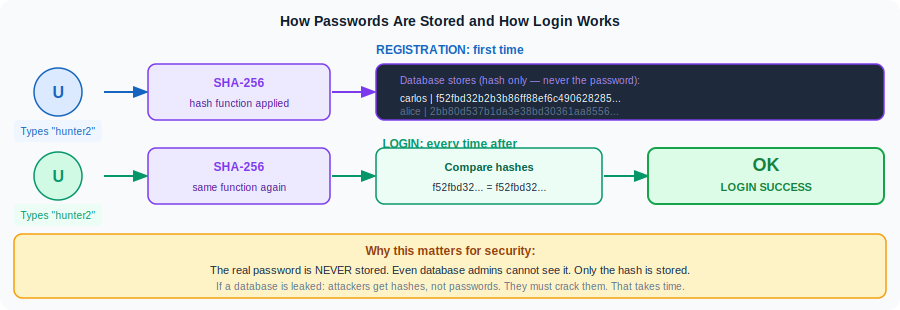 How Passwords Are Stored and How Login Works
REGISTRATION: first time
U
Types "hunter2"
SHA-256
hash function applied
Database stores (hash only — never the password):
carlos | f52fbd32b2b3b86ff88ef6c490628285...
alice | 2bb80d537b1da3e38bd30361aa8556...
LOGIN: every time after
U
Types "hunter2"
SHA-256
same function again
Compare hashes
f52fbd32... = f52fbd32...
OK
LOGIN SUCCESS
Why this matters for security:
The real password is NEVER stored. Even database admins cannot see it. Only the hash is stored.
If a database is leaked: attackers get hashes, not passwords. They must crack them. That takes time.